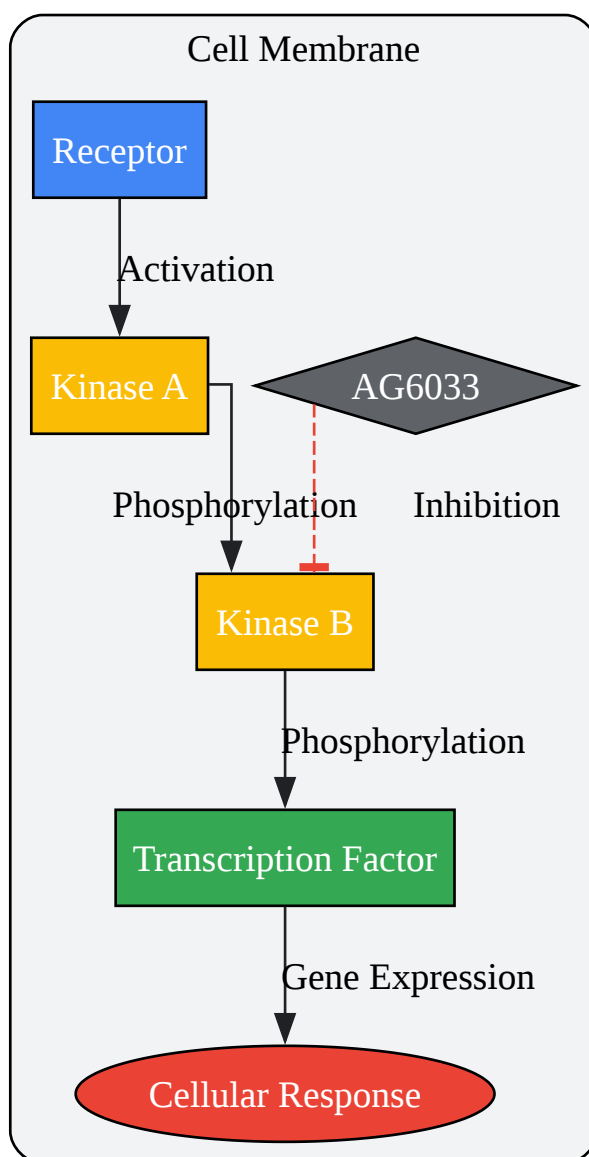 Cell Membrane
Receptor
Activation
Kinase A
AG6033
Phosphorylation
Inhibition
Kinase B
Phosphorylation
Transcription Factor
Gene Expression
Cellular Response